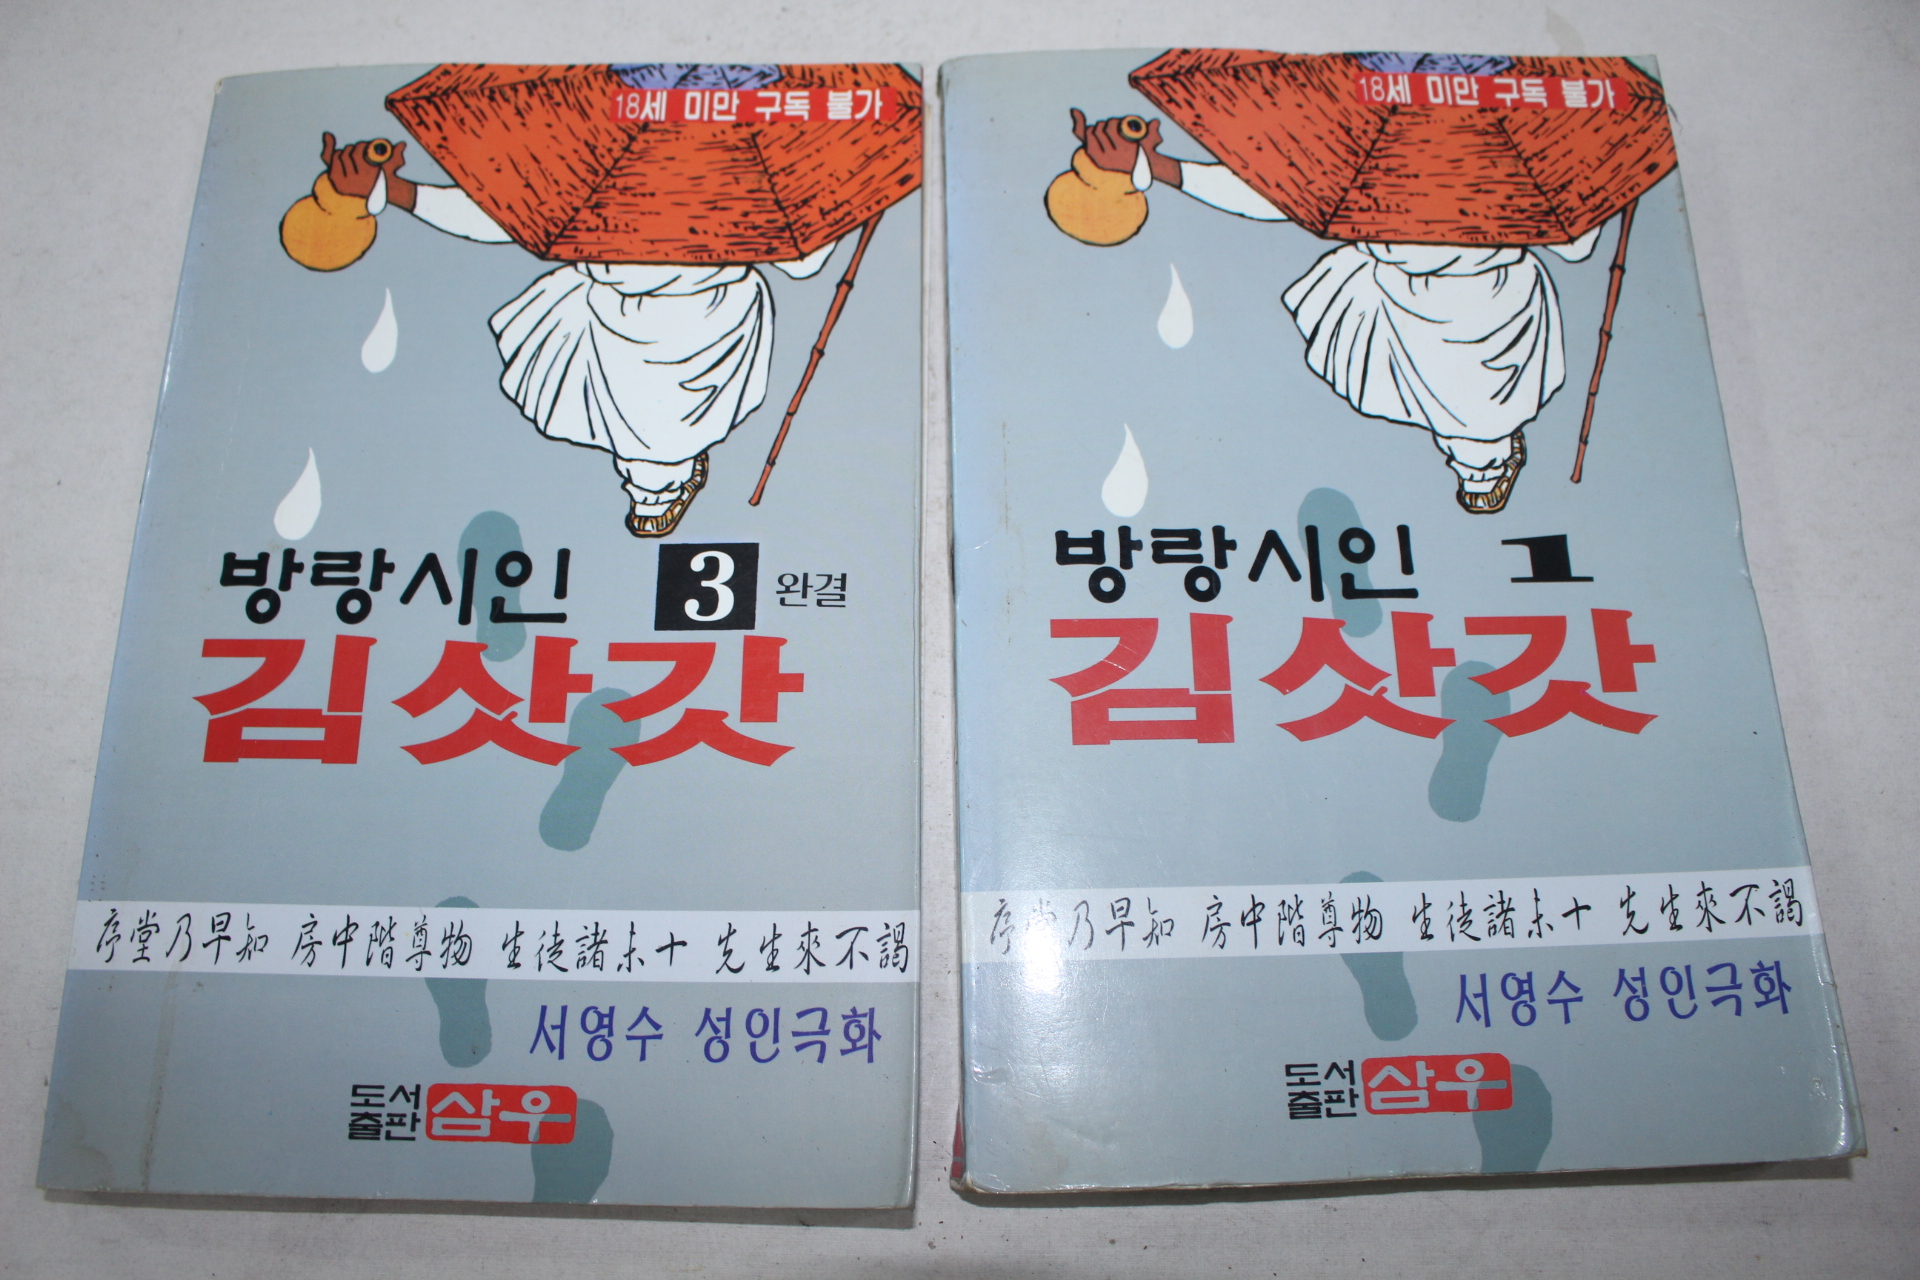 18세 미만 구독 불가
방랑시인 3 완결
김삿갓
序堂乃早知 房中階尊物 生徒諸未十 先生來不謁
서영수 성인극화
도서출판 삼우
18세 미만 구독 불가
방랑시인 1
김삿갓
序堂乃早知 房中階尊物 生徒諸未十 先生來不謁
서영수 성인극화
도서출판 삼우